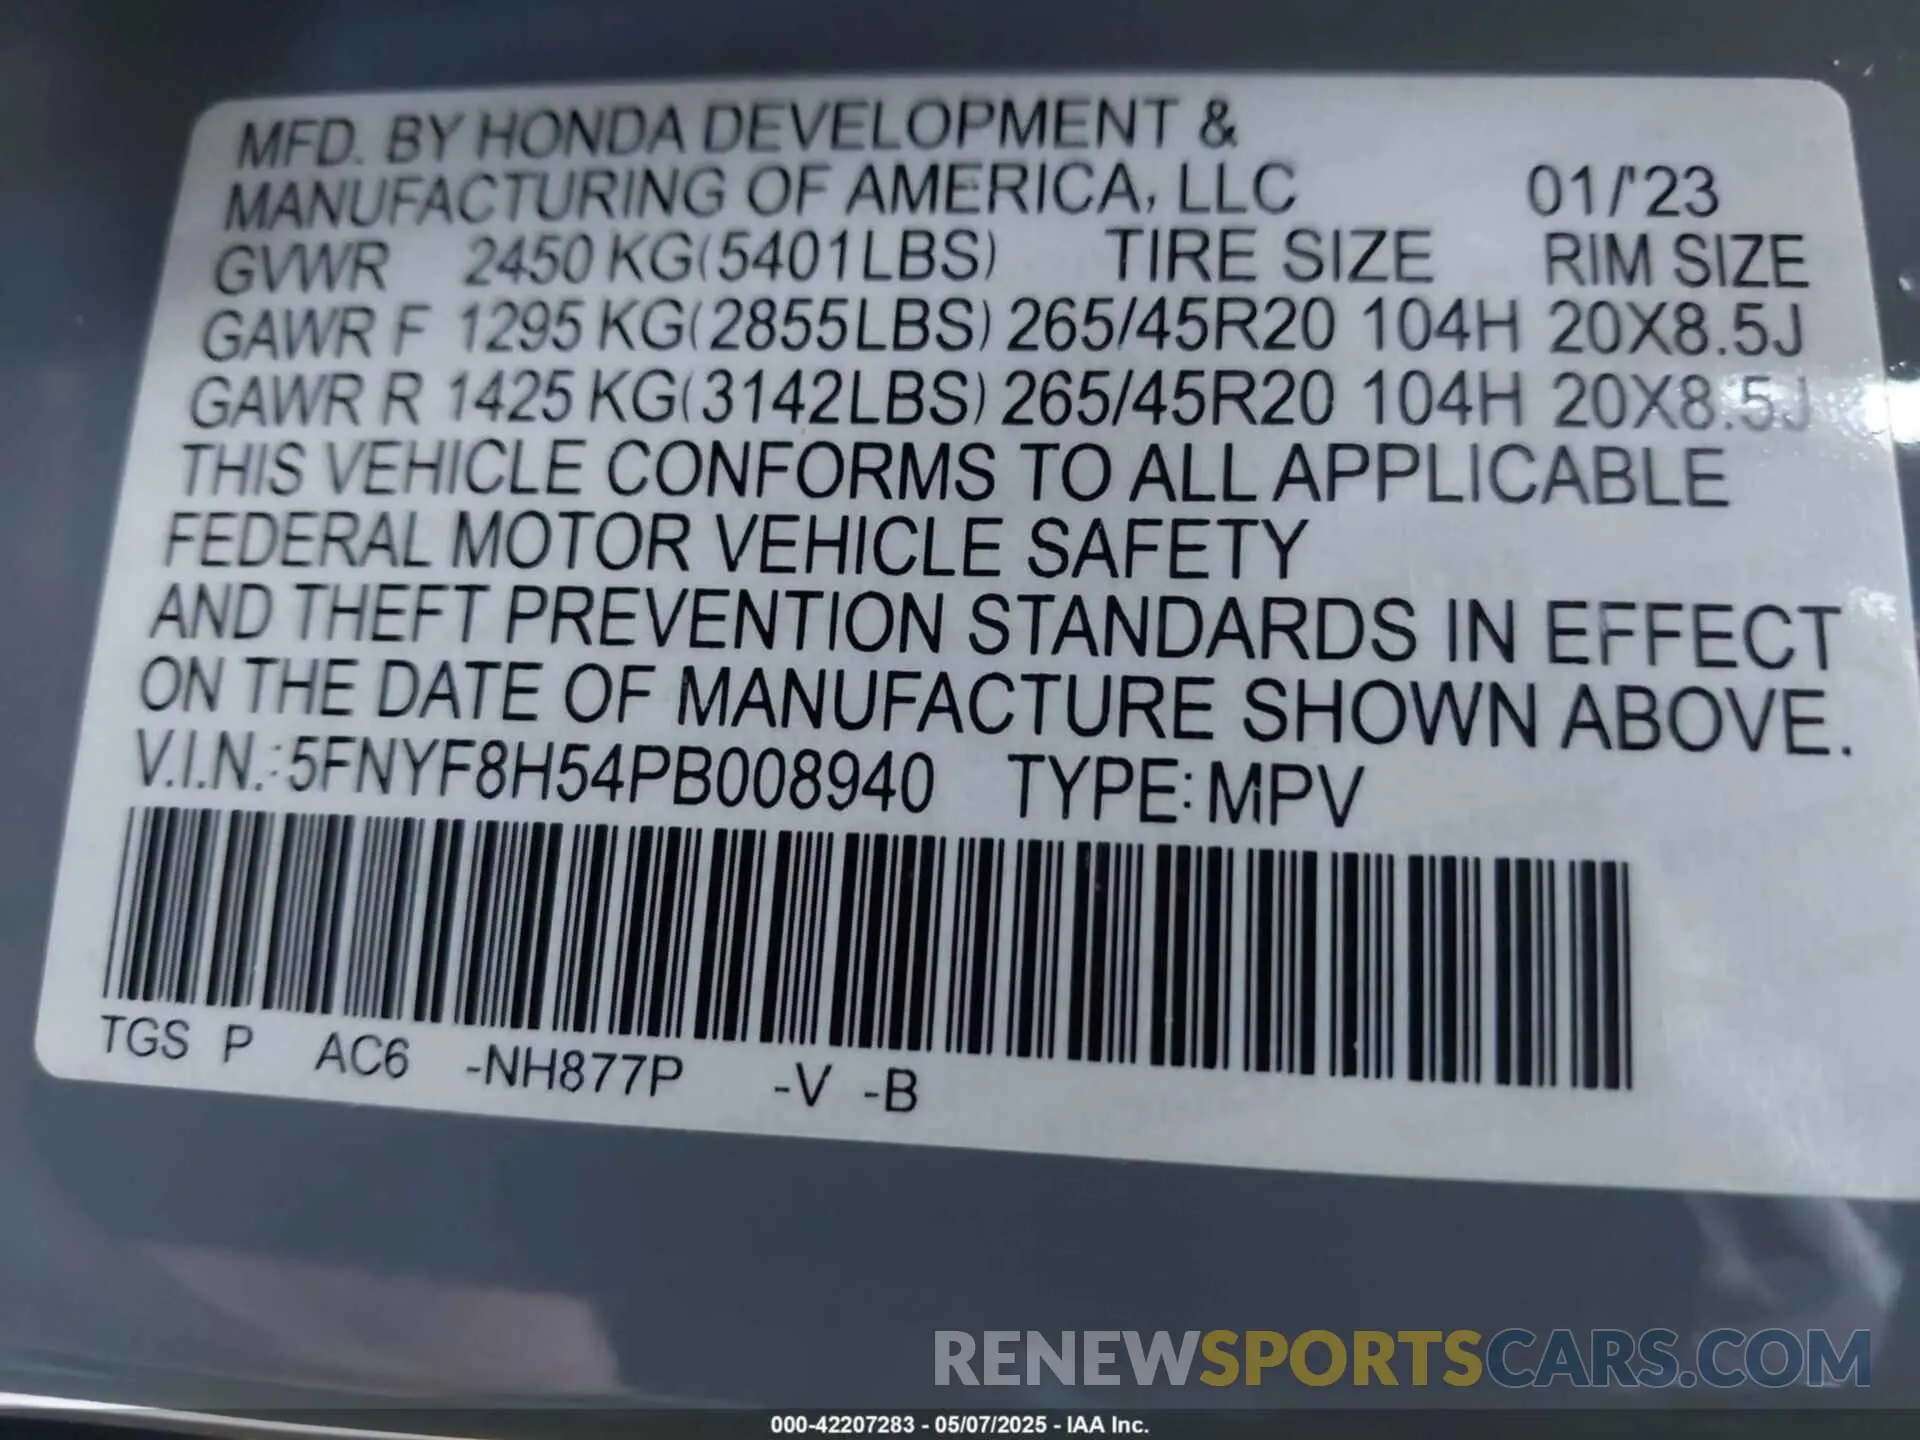 MFD. BY HONDA DEVELOPMENT &
MANUFACTURING OF AMERICA, LLC 01/'23
GVWR 2450 KG(5401LBS) TIRE SIZE RIM SIZE
GAWR F 1295 KG(2855LBS) 265/45R20 104H 20X8.5J
GAWR R 1425 KG(3142LBS) 265/45R20 104H 20X8.5J
THIS VEHICLE CONFORMS TO ALL APPLICABLE
FEDERAL MOTOR VEHICLE SAFETY
AND THEFT PREVENTION STANDARDS IN EFFECT
ON THE DATE OF MANUFACTURE SHOWN ABOVE.
V.I.N.: 5FNYF8H54PB008940 TYPE: MPV
TGS P AC6 -NH877P -V -B
RENEWSPORTSCARS.COM
000-42207283 - 05/07/2025 - IAA Inc.